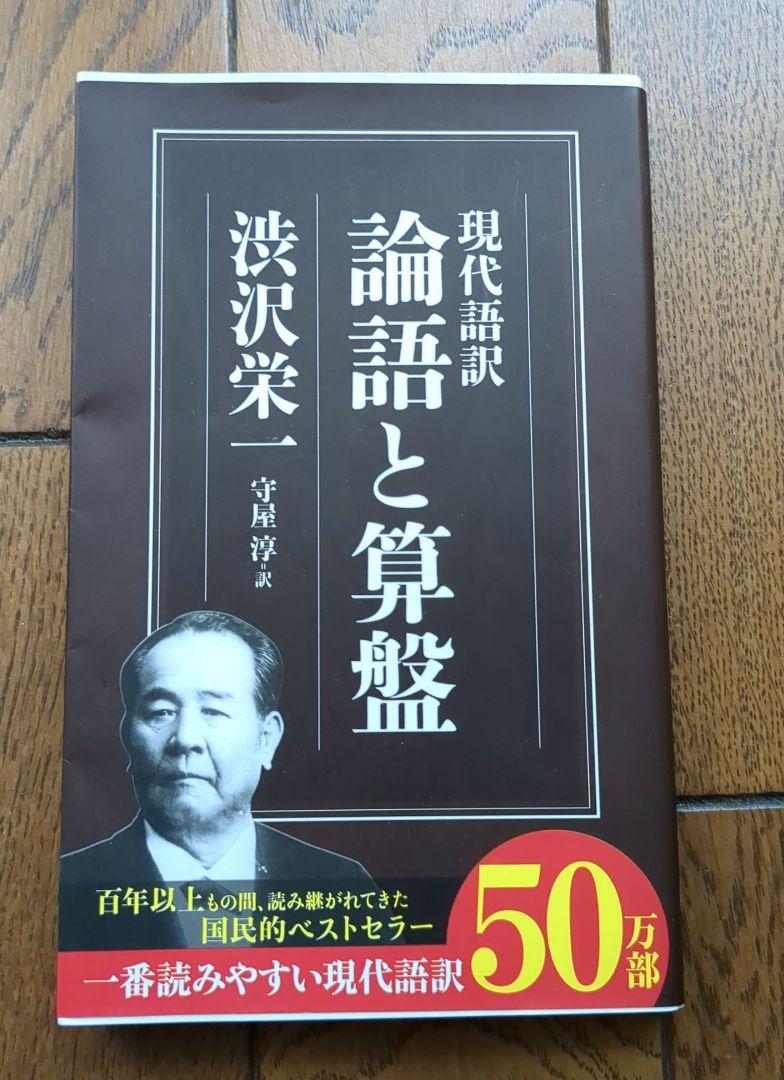 現代語訳
論語と算盤
渋沢栄一
守屋 淳=訳
百年以上もの間、読み継がれてきた
国民的ベストセラー
一番読みやすい現代語訳
50万部